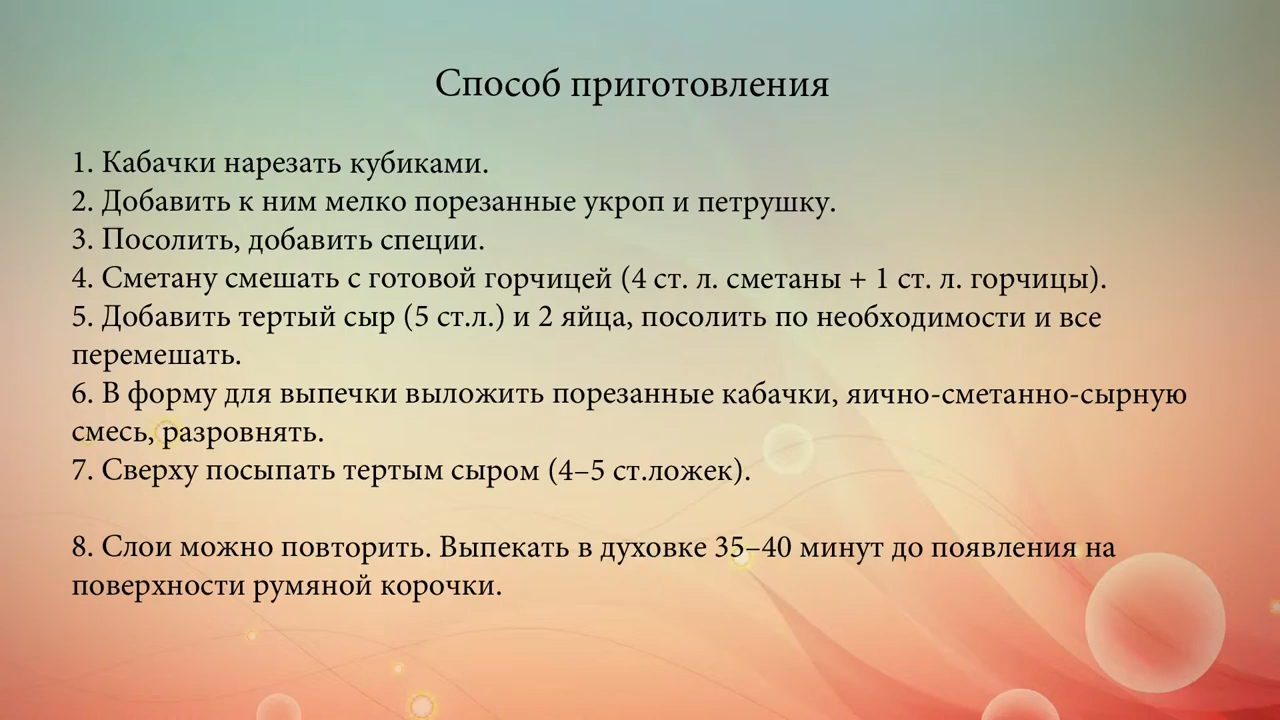 Способ приготовления
1. Кабачки нарезать кубиками.
2. Добавить к ним мелко порезанные укроп и петрушку.
3. Посолить, добавить специи.
4. Сметану смешать с готовой горчицей (4 ст. л. сметаны + 1 ст. л. горчицы).
5. Добавить тертый сыр (5 ст.л.) и 2 яйца, посолить по необходимости и все
перемешать.
6. В форму для выпечки выложить порезанные кабачки, яично-сметанно-сырную
смесь, разровнять.
7. Сверху посыпать тертым сыром (4–5 ст.ложек).
8. Слои можно повторить. Выпекать в духовке 35–40 минут до появления на
поверхности румяной корочки.